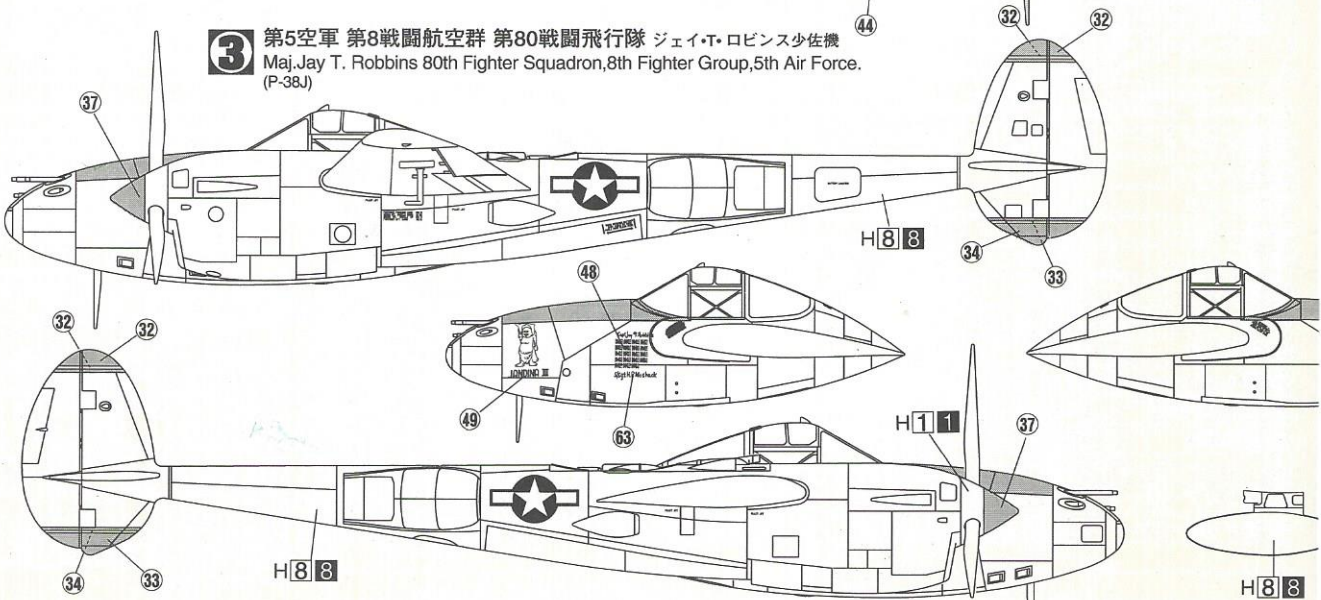 44
32
32
3
第5空軍 第8戦闘航空群 第80戦闘飛行隊 ジェイ・T・ロビンス少佐機
Maj.Jay T. Robbins 80th Fighter Squadron,8th Fighter Group,5th Air Force.
(P-38J)
37
H 8 8
34
33
48
32
32
JANDINA III
49
63
H 1 1
37
34
33
H 8 8
H 8 8